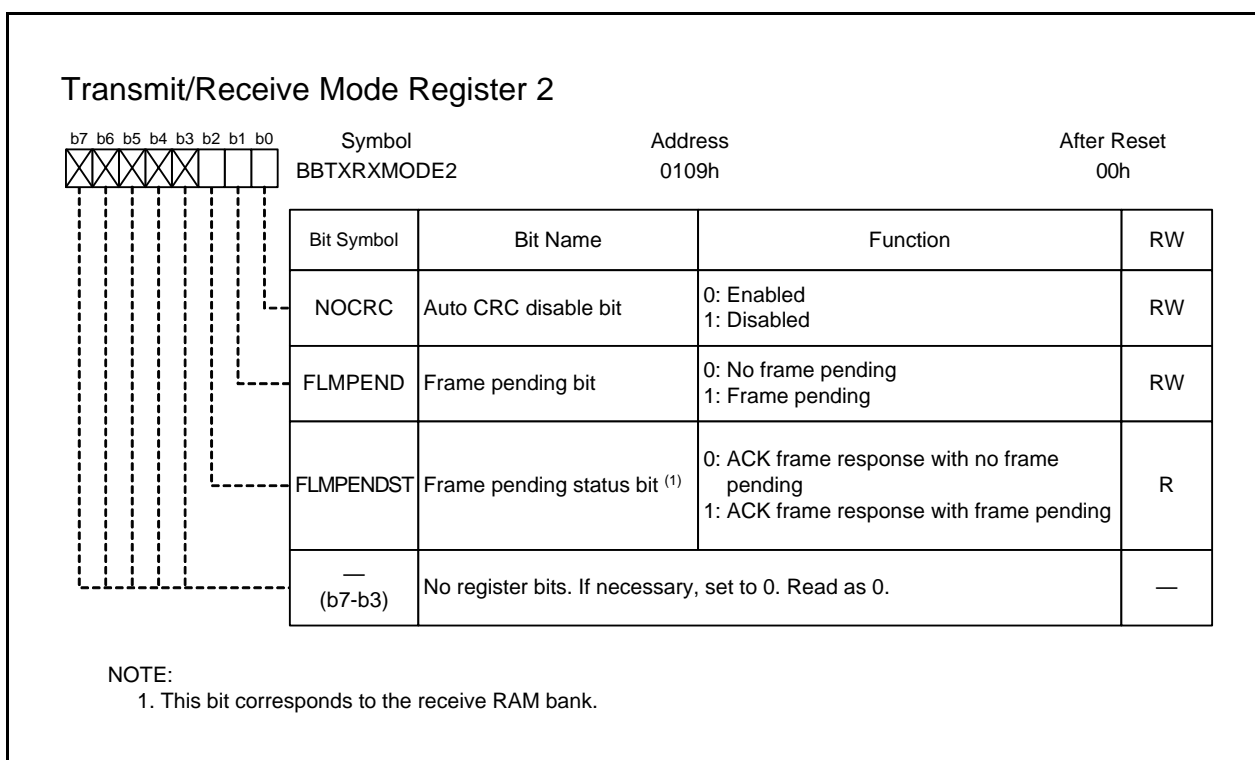 Transmit/Receive Mode Register 2
b7 b6 b5 b4 b3 b2 b1 b0
Symbol Address After Reset
BBTXRXMODE2 0109h 00h
Bit Symbol Bit Name Function RW
NOCRC Auto CRC disable bit 0: Enabled
1: Disabled RW
FLMPEND Frame pending bit 0: No frame pending
1: Frame pending RW
FLMPENDST Frame pending status bit (1) 0: ACK frame response with no frame
pending
1: ACK frame response with frame pending R
—
(b7-b3) No register bits. If necessary, set to 0. Read as 0. —
NOTE:
1. This bit corresponds to the receive RAM bank.